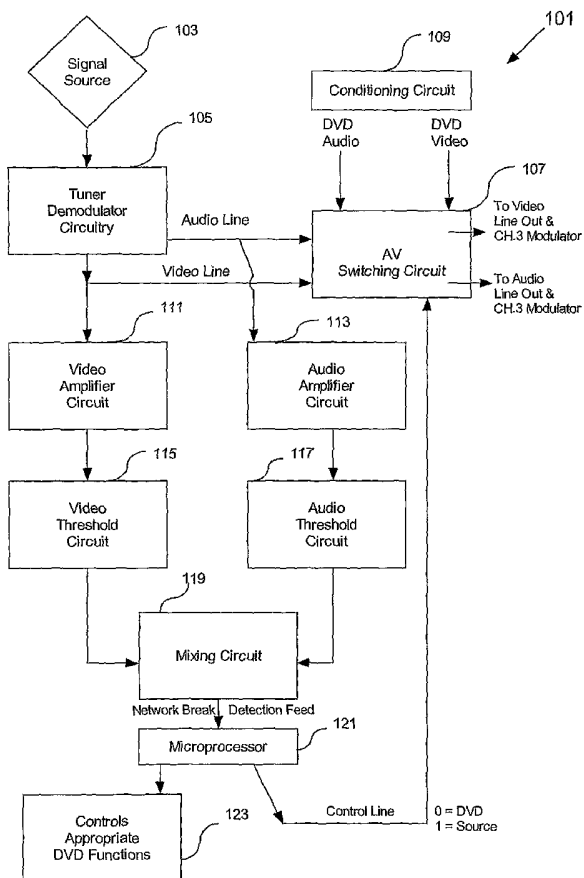 103
101
Signal
Source
109
Conditioning Circuit
105
DVD
Audio
DVD
Video
107
Tuner
Demodulator
Circuitry
Audio Line
To Video
Line Out &
CH.3 Modulator
AV
Switching Circuit
Video Line
To Audio
Line Out &
CH.3 Modulator
111
113
Video
Amplifier
Circuit
Audio
Amplifier
Circuit
115
117
Video
Threshold
Circuit
Audio
Threshold
Circuit
119
Mixing Circuit
Network Break
Detection Feed
121
Microprocessor
Control Line
0 = DVD
1 = Source
Controls
Appropriate
DVD Functions
123